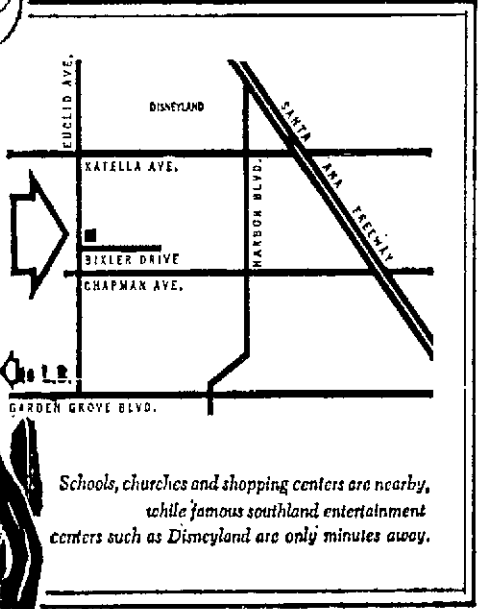 EUCLID AVE.
DISNEYLAND
SANTA ANA FREEWAY
KATELLA AVE.
HARBOR BLVD.
BIXLER DRIVE
CHAPMAN AVE.
GARDEN GROVE BLVD.
Schools, churches and shopping centers are nearby,
while famous southland entertainment
centers such as Disneyland are only minutes away.